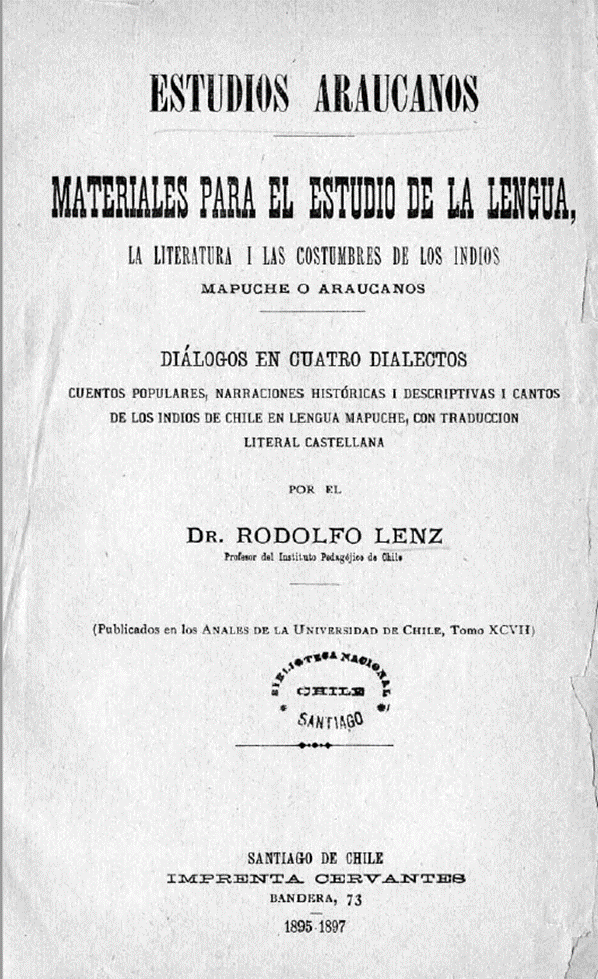 ESTUDIOS ARAUCANOS
MATERIALES PARA EL ESTUDIO DE LA LENGUA,
LA LITERATURA I LAS COSTUMBRES DE LOS INDIOS
MAPUCHE O ARAUCANOS
DIÁLOGOS EN CUATRO DIALECTOS
CUENTOS POPULARES, NARRACIONES HISTÓRICAS I DESCRIPTIVAS I CANTOS
DE LOS INDIOS DE CHILE EN LENGUA MAPUCHE, CON TRADUCCION
LITERAL CASTELLANA
POR EL
DR. RODOLFO LENZ
Profesor del Instituto Pedagójico de Chile
(Publicados en los ANALES DE LA UNIVERSIDAD DE CHILE, Tomo XCVII)
BIBLIOTECA NACIONAL
CHILE
SANTIAGO
SANTIAGO DE CHILE
IMPRENTA CERVANTES
BANDERA, 73
1895-1897